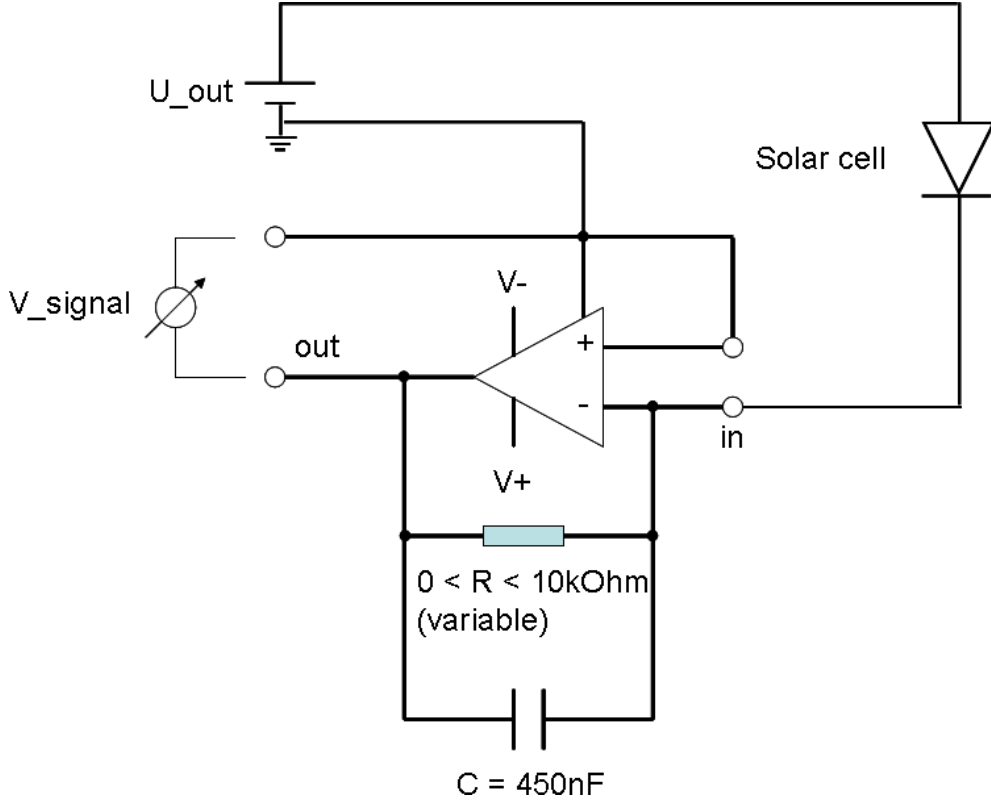 U_out
Solar cell
V_signal
V-
out
+
-
in
V+
0 < R < 10kOhm
(variable)
C = 450nF